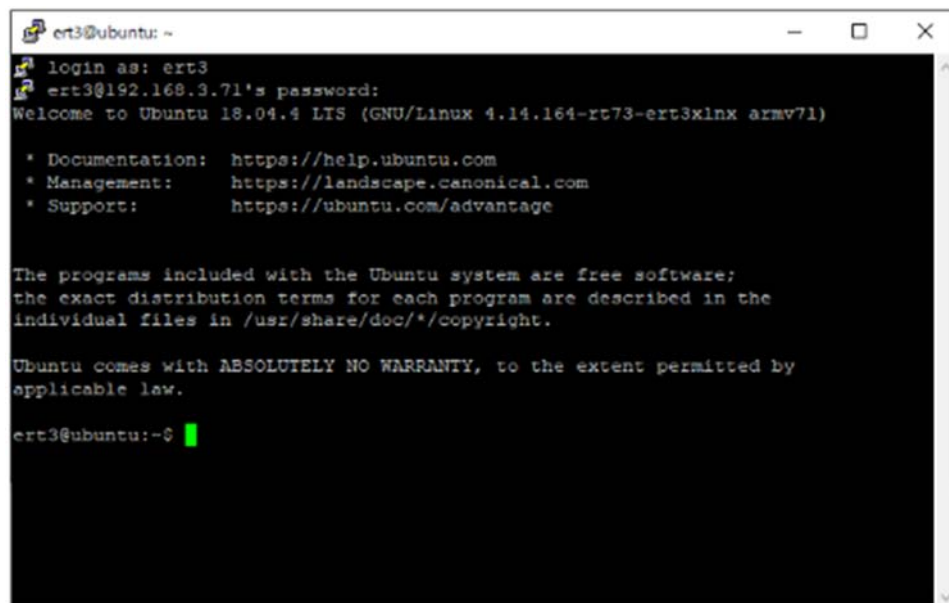 ert3@ubuntu: ~
login as: ert3
ert3@192.168.3.71's password:
Welcome to Ubuntu 18.04.4 LTS (GNU/Linux 4.14.164-rt73-ert3xlnx armv7l)
* Documentation: https://help.ubuntu.com
* Management: https://landscape.canonical.com
* Support: https://ubuntu.com/advantage
The programs included with the Ubuntu system are free software;
the exact distribution terms for each program are described in the
individual files in /usr/share/doc/*/copyright.
Ubuntu comes with ABSOLUTELY NO WARRANTY, to the extent permitted by
applicable law.
ert3@ubuntu:~$